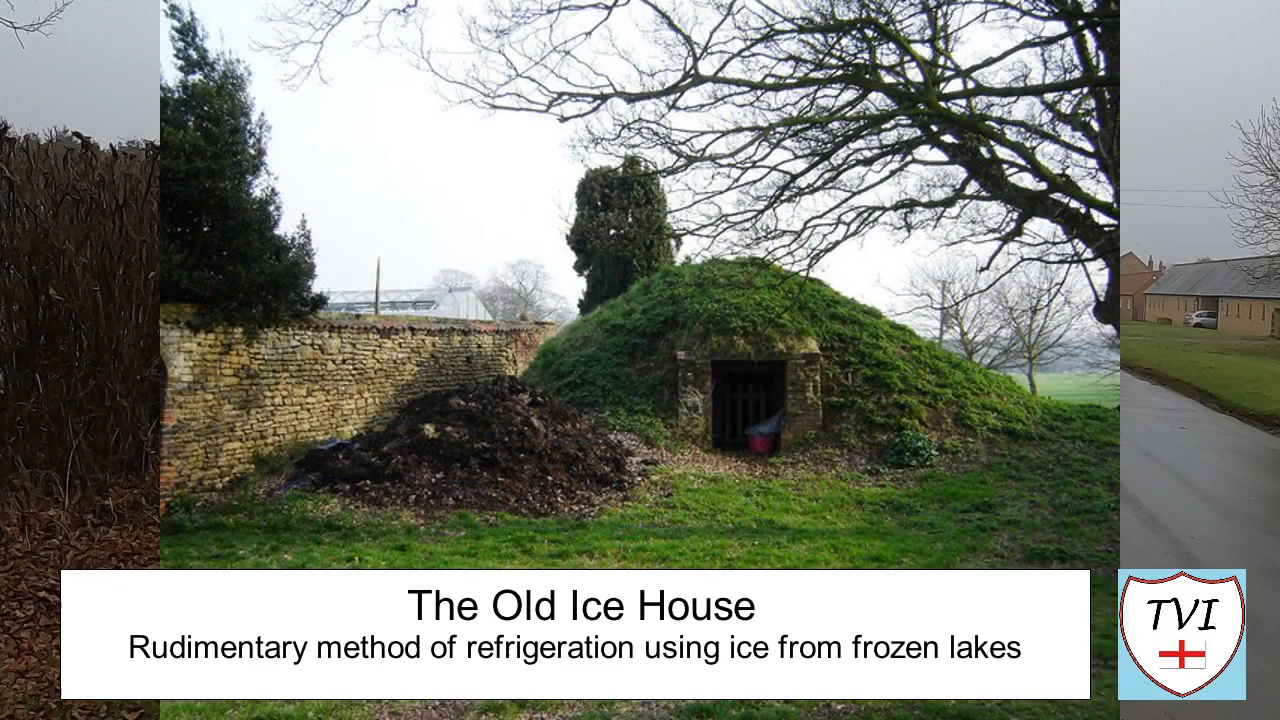 The Old Ice House
Rudimentary method of refrigeration using ice from frozen lakes
TVI